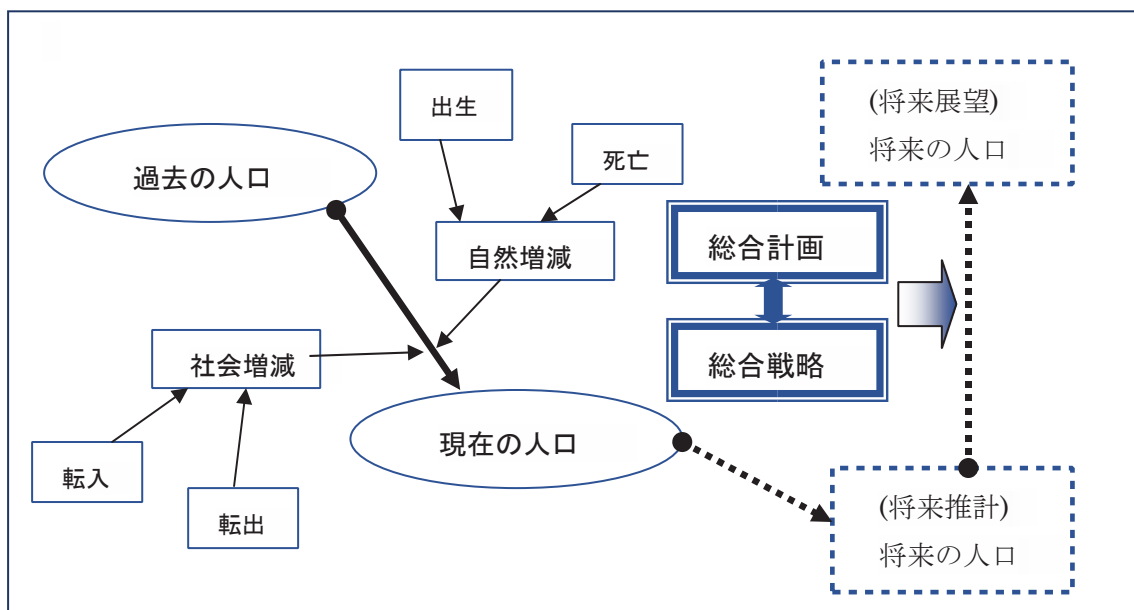 出生
死亡
過去の人口
自然増減
社会増減
転入
転出
現在の人口
総合計画
総合戦略
(将来展望)
将来の人口
(将来推計)
将来の人口